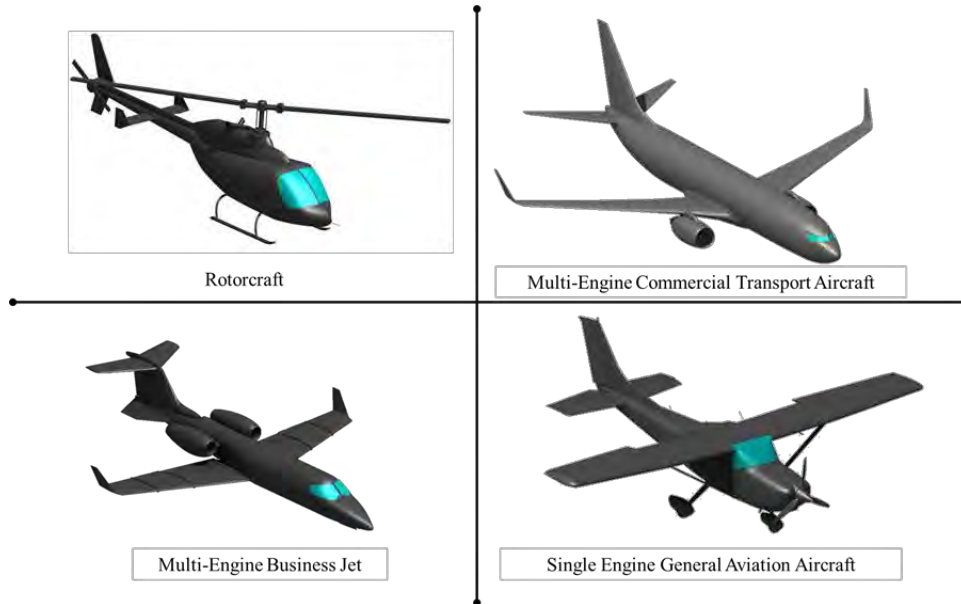 Rotorcraft
Multi-Engine Commercial Transport Aircraft
Multi-Engine Business Jet
Single Engine General Aviation Aircraft